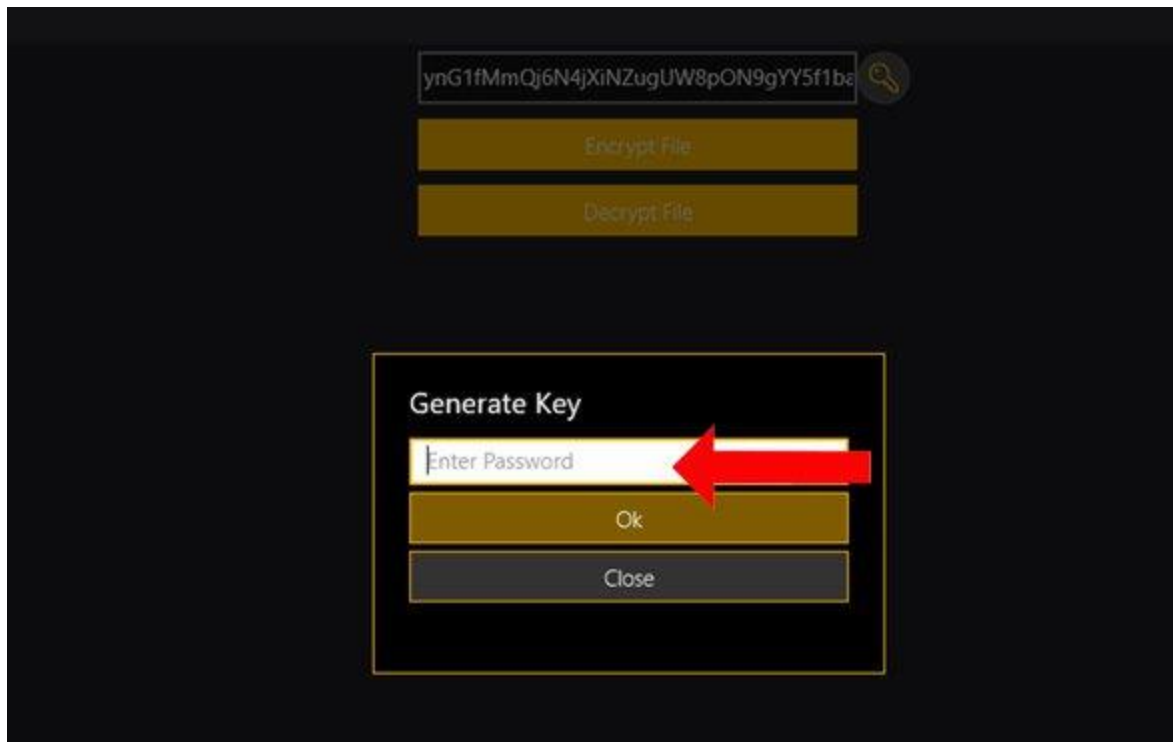 ynG1fMmQj6N4jXiNZugUW8pON9gYY5f1ba
Encrypt File
Decrypt File
Generate Key
Enter Password
Ok
Close